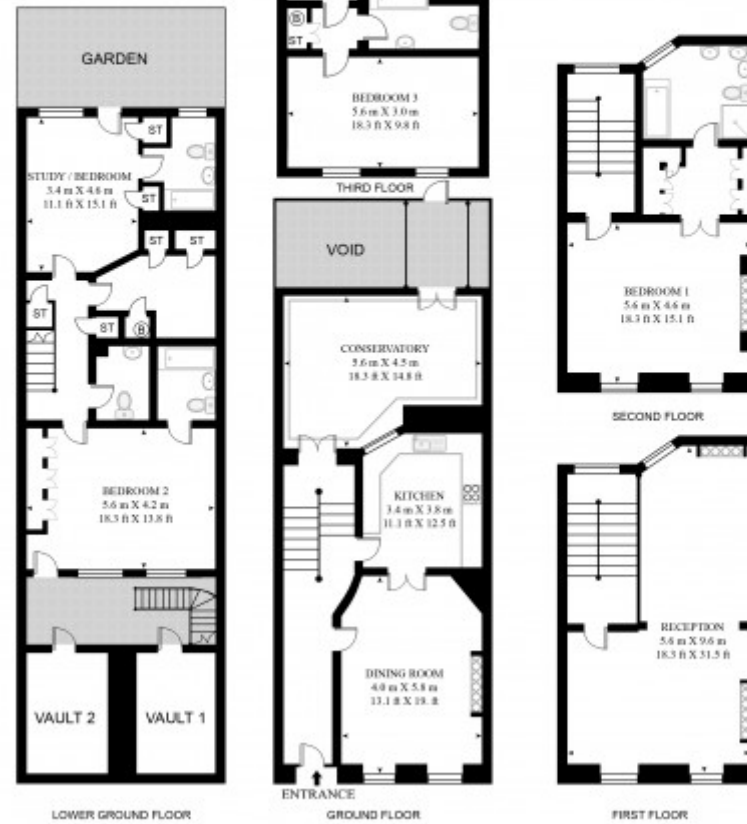 GARDEN
STUDY / BEDROOM
3.4 m X 4.6 m
11.1 ft X 15.1 ft
ST
ST
ST
ST
ST
ST
B
BEDROOM 2
5.6 m X 4.2 m
18.3 ft X 13.8 ft
VAULT 2
VAULT 1
LOWER GROUND FLOOR
B
ST
BEDROOM 3
5.6 m X 3.0 m
18.3 ft X 9.8 ft
THIRD FLOOR
VOID
CONSERVATORY
5.6 m X 4.5 m
18.3 ft X 14.8 ft
KITCHEN
3.4 m X 3.8 m
11.1 ft X 12.5 ft
DINING ROOM
4.0 m X 5.8 m
13.1 ft X 19. ft
ENTRANCE
GROUND FLOOR
BEDROOM 1
5.6 m X 4.6 m
18.3 ft X 15.1 ft
SECOND FLOOR
RECEPTION
5.6 m X 9.6 m
18.3 ft X 31.5 ft
FIRST FLOOR